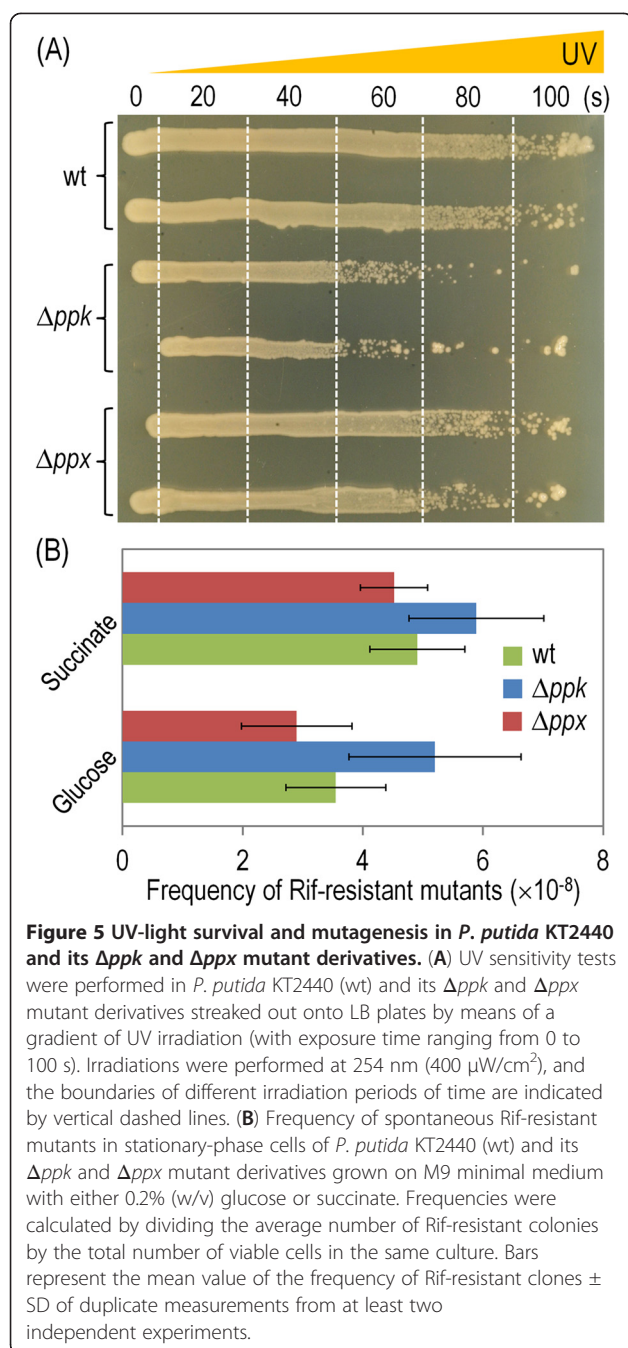 (A)
UV
0 20 40 60 80 100 (s)
wt
Δppk
Δppx
(B)
Succinate
Glucose
wt
Δppk
Δppx
0 2 4 6 8
Frequency of Rif-resistant mutants (×10-8)
Figure 5 UV-light survival and mutagenesis in P. putida KT2440
and its Δppk and Δppx mutant derivatives. (A) UV sensitivity tests
were performed in P. putida KT2440 (wt) and its Δppk and Δppx
mutant derivatives streaked out onto LB plates by means of a
gradient of UV irradiation (with exposure time ranging from 0 to
100 s). Irradiations were performed at 254 nm (400 μW/cm²), and
the boundaries of different irradiation periods of time are indicated
by vertical dashed lines. (B) Frequency of spontaneous Rif-resistant
mutants in stationary-phase cells of P. putida KT2440 (wt) and its
Δppk and Δppx mutant derivatives grown on M9 minimal medium
with either 0.2% (w/v) glucose or succinate. Frequencies were
calculated by dividing the average number of Rif-resistant colonies
by the total number of viable cells in the same culture. Bars
represent the mean value of the frequency of Rif-resistant clones ±
SD of duplicate measurements from at least two
independent experiments.